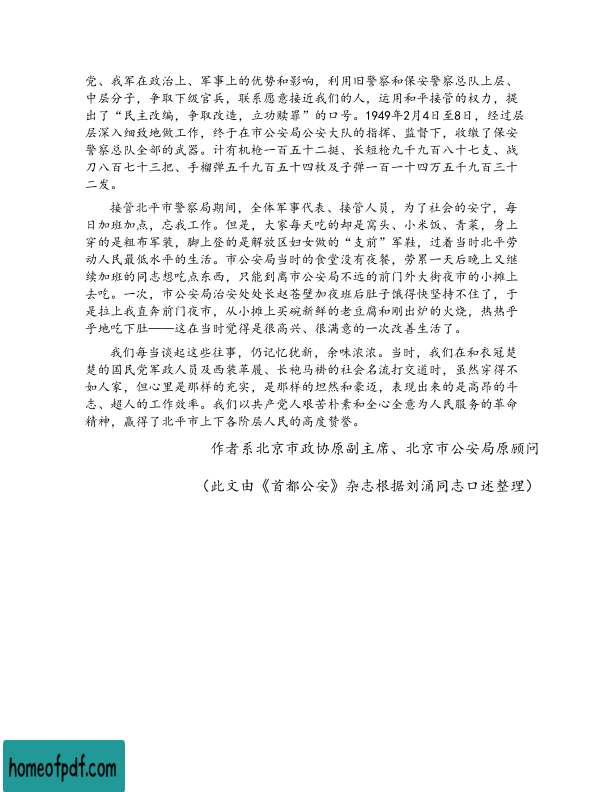 党、我军在政治上、军事上的优势和影响，利用旧警察和保安警察总队上层、
中层分子，争取下级官兵，联系愿意接近我们的人，运用和平接管的权力，提
出了“民主改编，争取改造，立功赎罪”的口号。1949年2月4日至8日，经过层
层深入细致地做工作，终于在市公安局公安大队的指挥、监督下，收缴了保安
警察总队全部的武器。计有机枪一百五十二挺、长短枪九千九百八十七支、战
刀八百七十三把、手榴弹五千九百五十四枚及子弹一百一十四万五千九百三十
二发。
接管北平市警察局期间，全体军事代表、接管人员，为了社会的安宁，每
日加班加点，忘我工作。但是，大家每天吃的却是窝头、小米饭、青菜，身上
穿的是粗布军装，脚上登的是解放区妇女做的“支前”军鞋，过着当时北平劳
动人民最低水平的生活。市公安局当时的食堂没有夜餐，劳累一天后晚上又继
续加班的同志想吃点东西，只能到离市公安局不远的前门外大街夜市的小摊上
去吃。一次，市公安局治安处处长赵苍壁加夜班后肚子饿得快坚持不住了，于
是拉上我直奔前门夜市，从小摊上买碗新鲜的老豆腐和刚出炉的火烧，热热乎
乎地吃下肚——这在当时觉得是很高兴、很满意的一次改善生活了。
我们每当谈起这些往事，仍记忆犹新，余味浓浓。当时，我们在和衣冠楚
楚的国民党军政人员及西装革履、长袍马褂的社会名流打交道时，虽然穿得不
如人家，但心里是那样的充实，是那样的坦然和豪迈，表现出来的是高昂的斗
志、超人的工作效率。我们以共产党人艰苦朴素和全心全意为人民服务的革命
精神，赢得了北平市上下各阶层人民的高度赞誉。
作者系北京市政协原副主席、北京市公安局原顾问
（此文由《首都公安》杂志根据刘涌同志口述整理）
homeofpdf.com